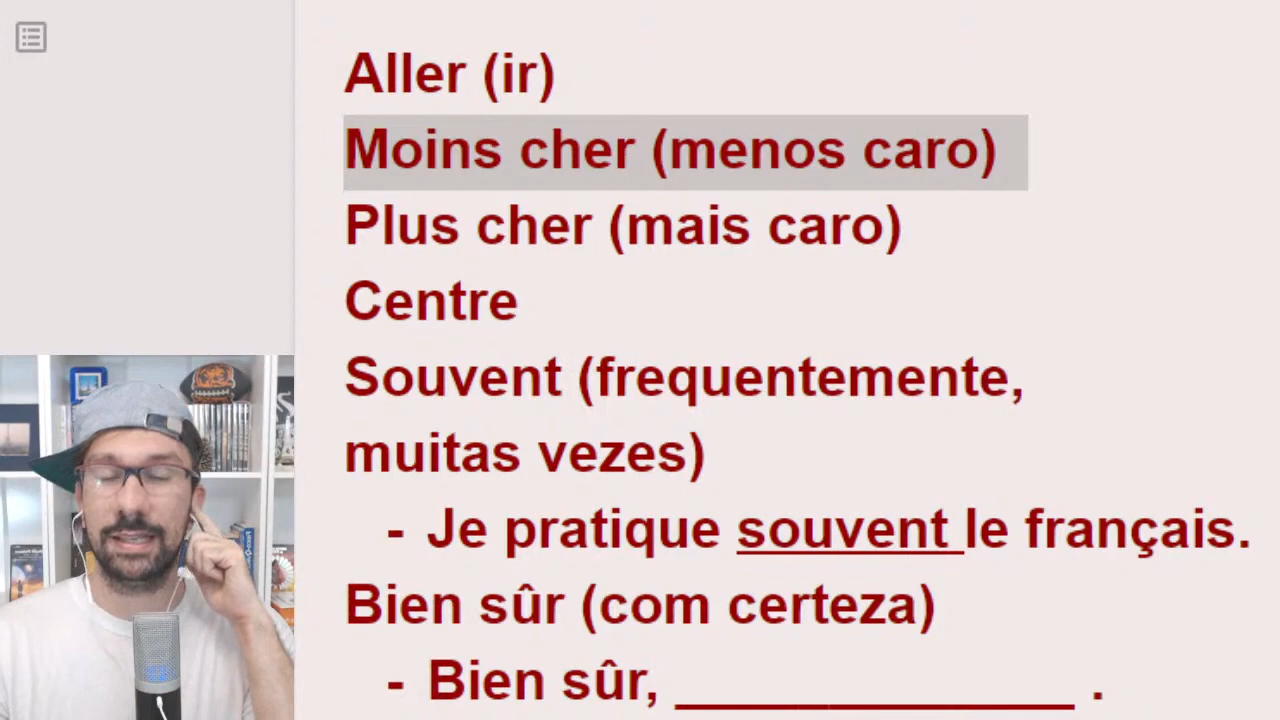 Aller (ir)
Moins cher (menos caro)
Plus cher (mais caro)
Centre
Souvent (frequentemente,
muitas vezes)
- Je pratique souvent le français.
Bien sûr (com certeza)
- Bien sûr, ______________ .